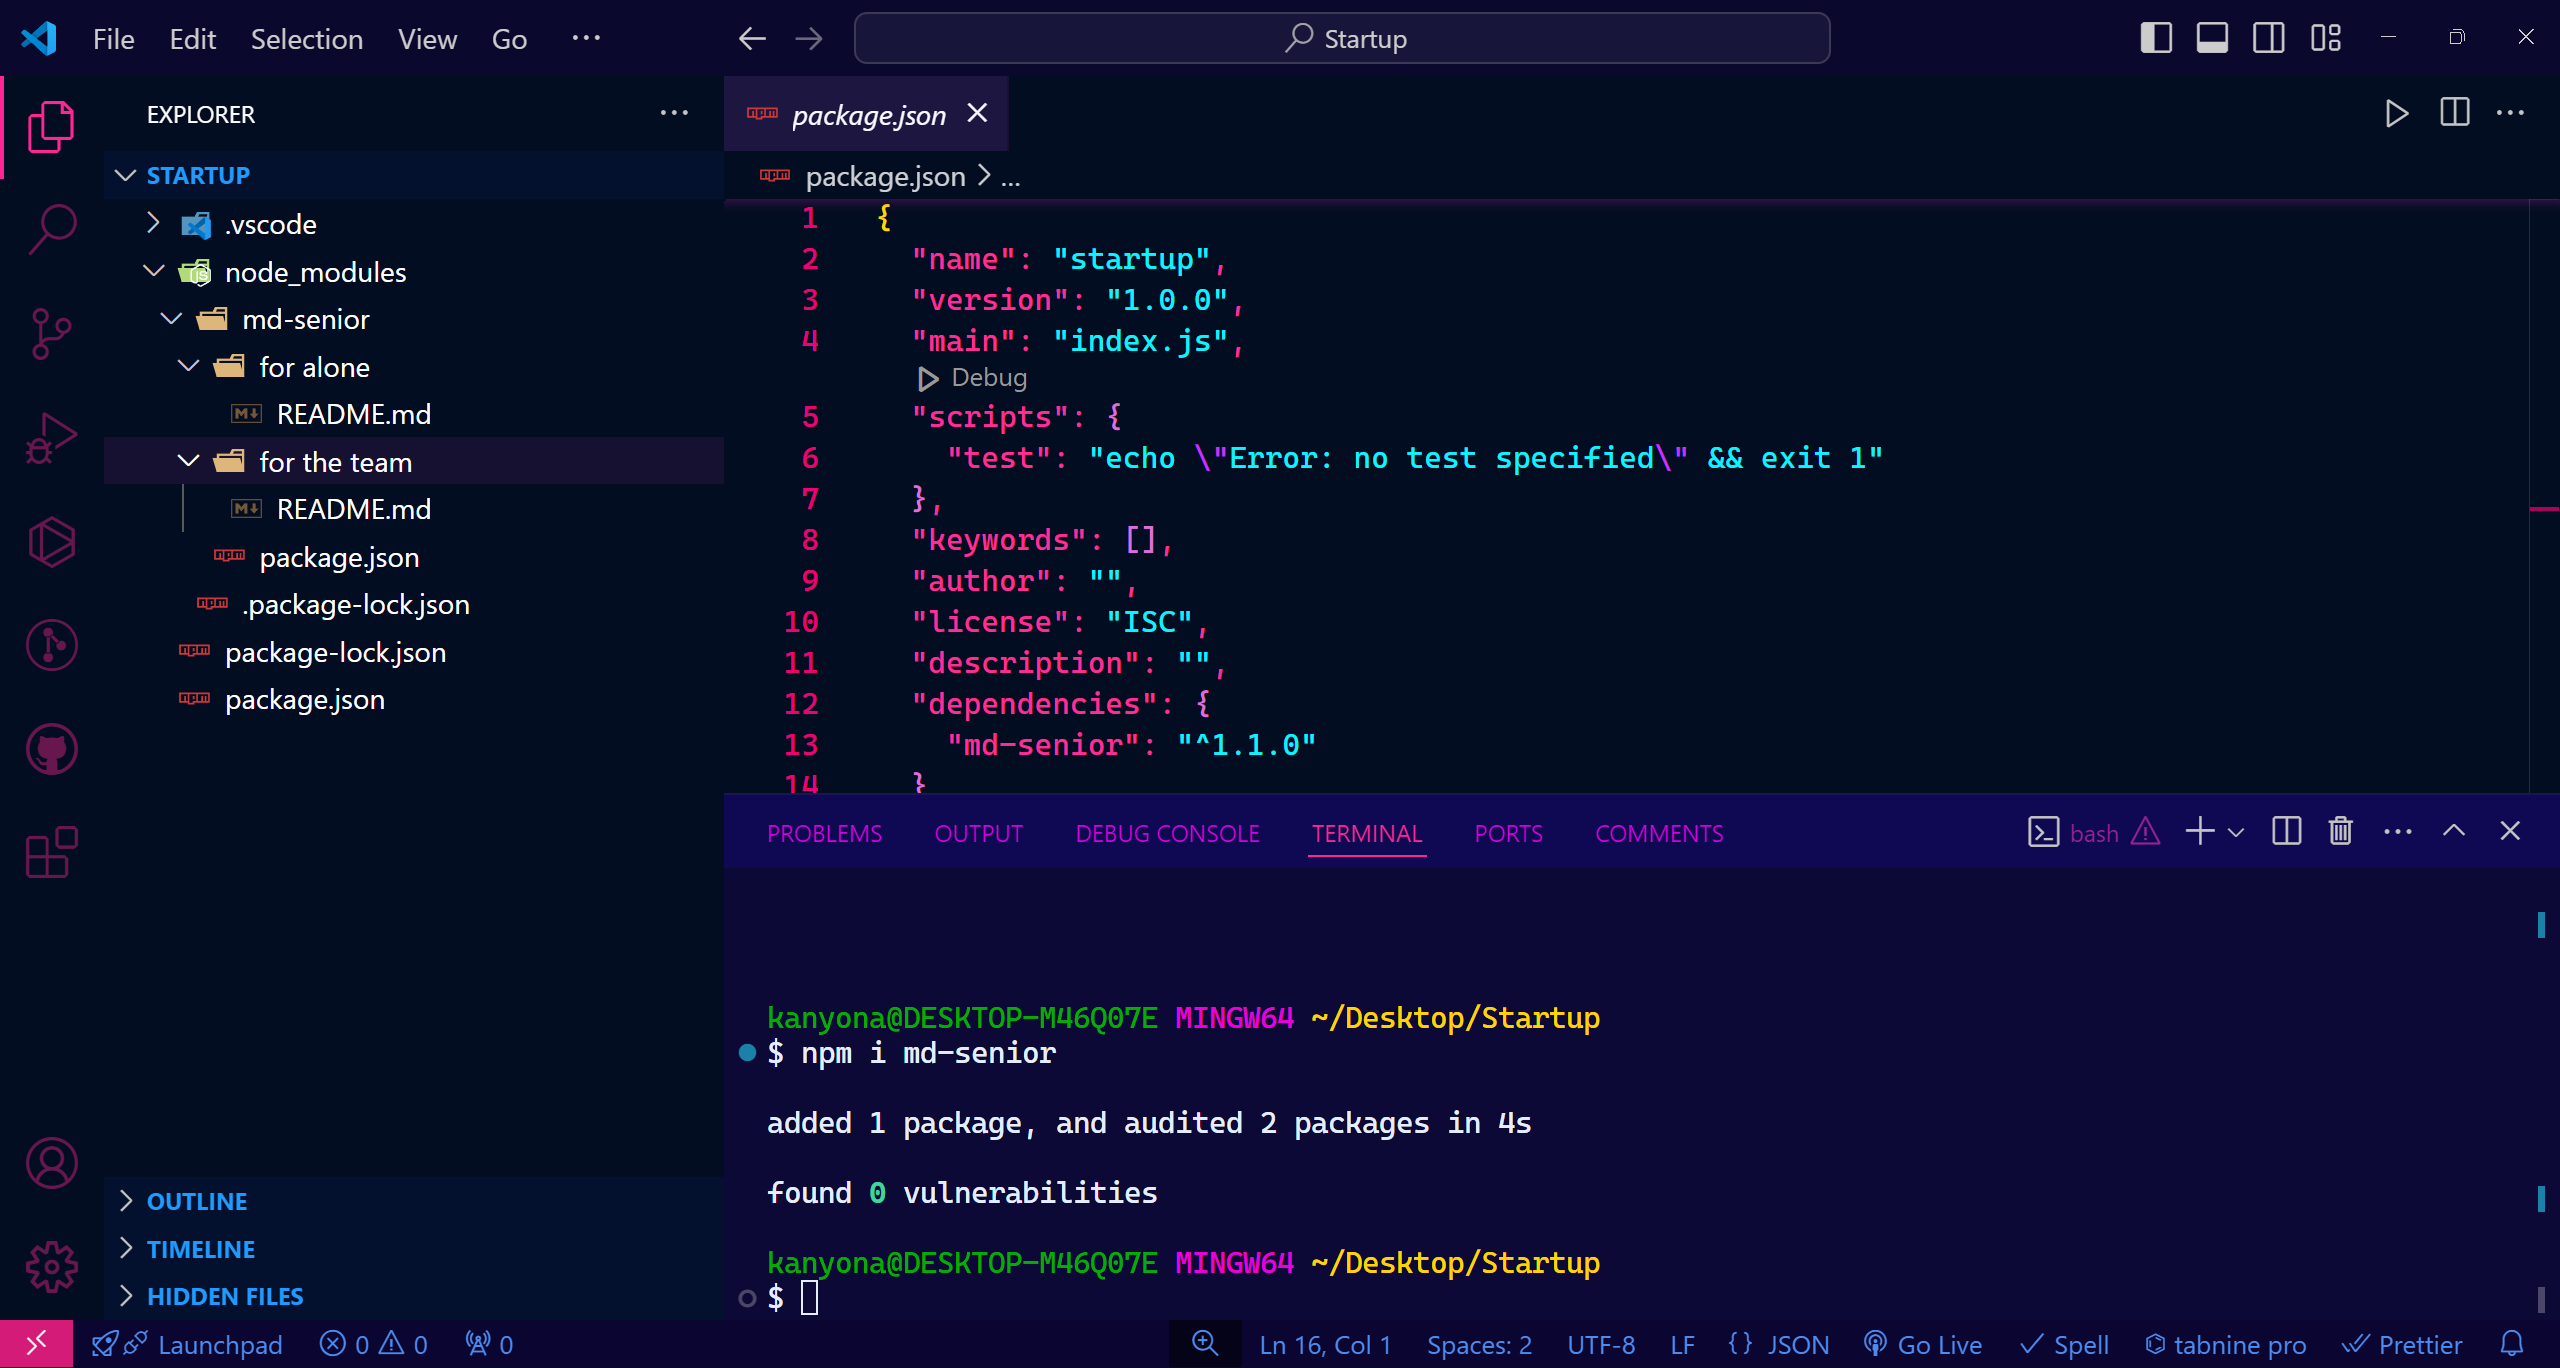 File Edit Selection View Go ···
Startup
EXPLORER
STARTUP
.vscode
node_modules
md-senior
for alone
README.md
for the team
README.md
package.json
.package-lock.json
package-lock.json
package.json
OUTLINE
TIMELINE
HIDDEN FILES
package.json
package.json > ...
1 {
2 "name": "startup",
3 "version": "1.0.0",
4 "main": "index.js",
Debug
5 "scripts": {
6 "test": "echo \"Error: no test specified\" && exit 1"
7 },
8 "keywords": [],
9 "author": "",
10 "license": "ISC",
11 "description": "",
12 "dependencies": {
13 "md-senior": "^1.1.0"
14 }
PROBLEMS OUTPUT DEBUG CONSOLE TERMINAL PORTS COMMENTS bash
kanyona@DESKTOP-M46Q07E MINGW64 ~/Desktop/Startup
$ npm i md-senior
added 1 package, and audited 2 packages in 4s
found 0 vulnerabilities
kanyona@DESKTOP-M46Q07E MINGW64 ~/Desktop/Startup
$
Launchpad 0 0 0 Ln 16, Col 1 Spaces: 2 UTF-8 LF {} JSON Go Live Spell tabnine pro Prettier